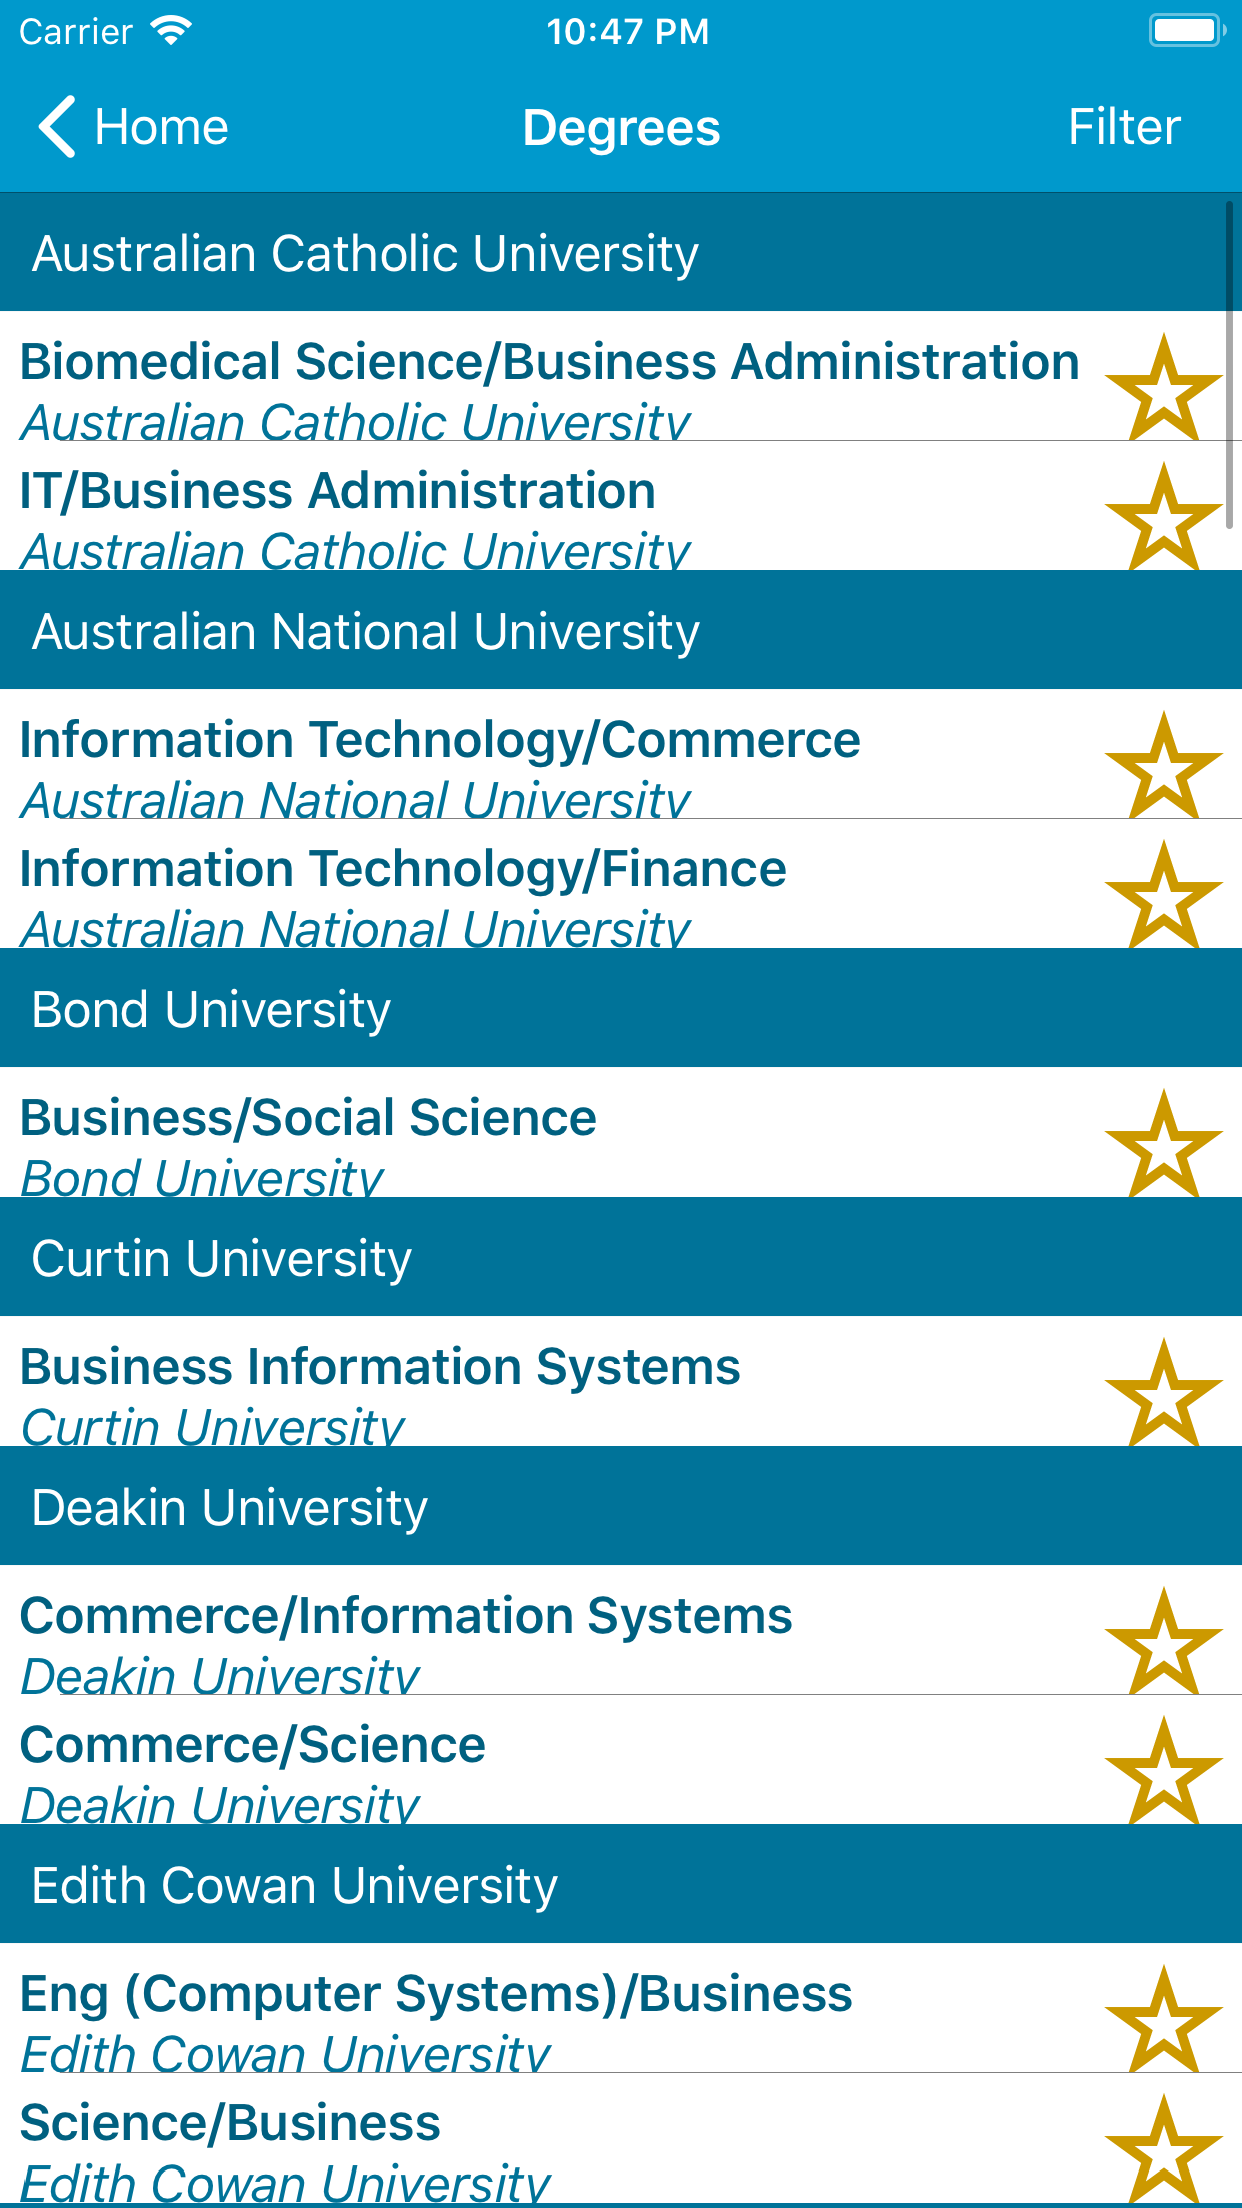 Carrier 10:47 PM
Home Degrees Filter
Australian Catholic University
Biomedical Science/Business Administration
Australian Catholic University
IT/Business Administration
Australian Catholic University
Australian National University
Information Technology/Commerce
Australian National University
Information Technology/Finance
Australian National University
Bond University
Business/Social Science
Bond University
Curtin University
Business Information Systems
Curtin University
Deakin University
Commerce/Information Systems
Deakin University
Commerce/Science
Deakin University
Edith Cowan University
Eng (Computer Systems)/Business
Edith Cowan University
Science/Business
Edith Cowan University